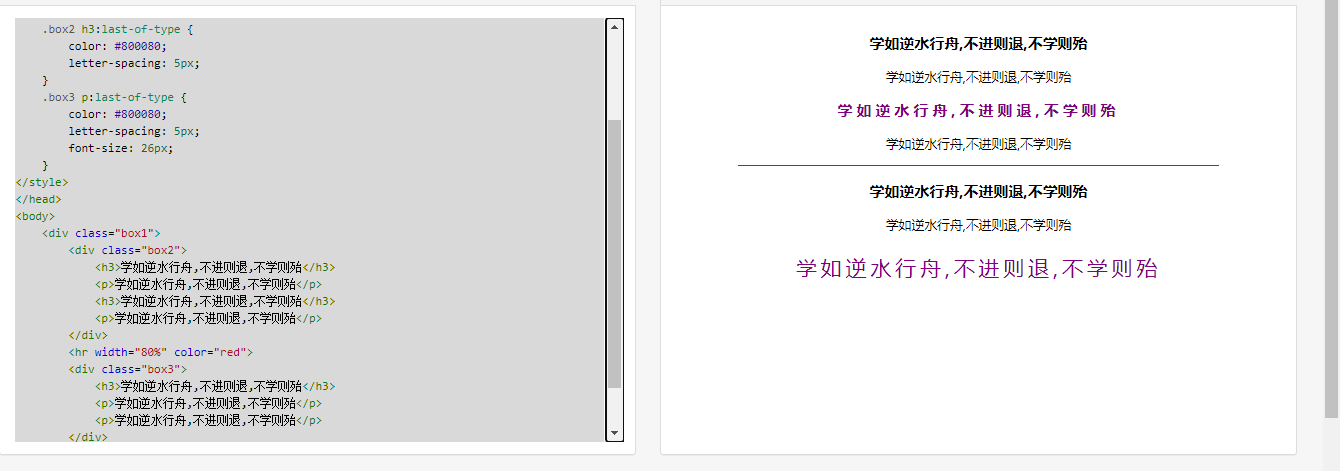 .box2 h3:last-of-type {
color: #800080;
letter-spacing: 5px;
}
.box3 p:last-of-type {
color: #800080;
letter-spacing: 5px;
font-size: 26px;
}
</style>
</head>
<body>
<div class="box1">
<div class="box2">
<h3>学如逆水行舟,不进则退,不学则殆</h3>
<p>学如逆水行舟,不进则退,不学则殆</p>
<h3>学如逆水行舟,不进则退,不学则殆</h3>
<p>学如逆水行舟,不进则退,不学则殆</p>
</div>
<hr width="80%" color="red">
<div class="box3">
<h3>学如逆水行舟,不进则退,不学则殆</h3>
<p>学如逆水行舟,不进则退,不学则殆</p>
<p>学如逆水行舟,不进则退,不学则殆</p>
</div>
学如逆水行舟,不进则退,不学则殆
学如逆水行舟,不进则退,不学则殆
学如逆水行舟,不进则退,不学则殆
学如逆水行舟,不进则退,不学则殆
学如逆水行舟,不进则退,不学则殆
学如逆水行舟,不进则退,不学则殆
学如逆水行舟,不进则退,不学则殆